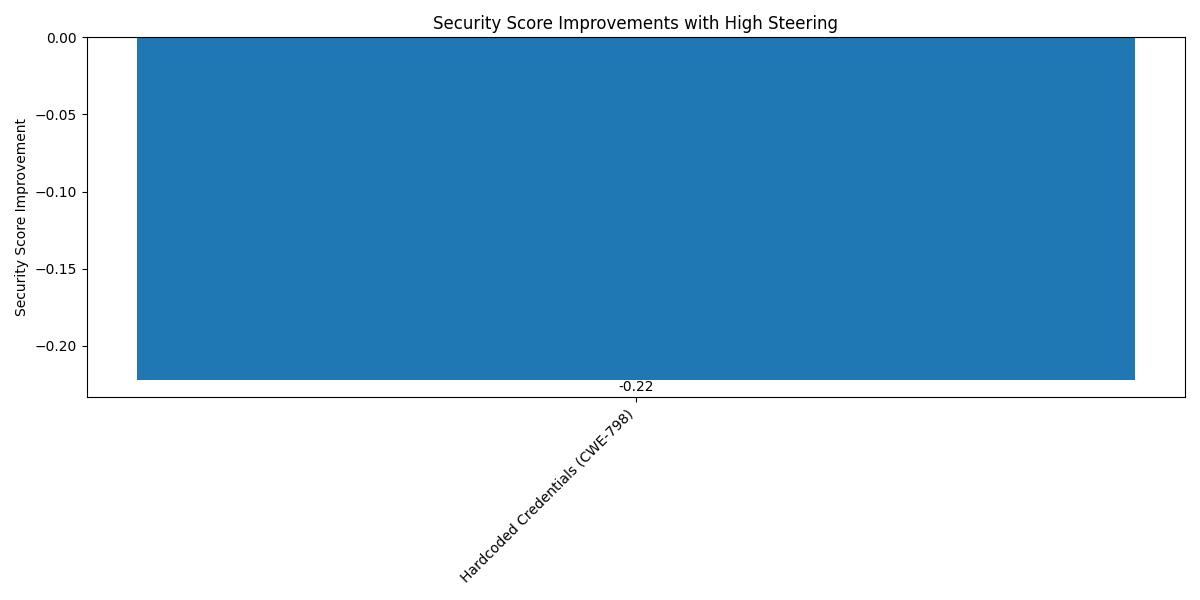 Security Score Improvements with High Steering
Security Score Improvement
0.00
−0.05
−0.10
−0.15
−0.20
-0.22
Hardcoded Credentials (CWE-798)